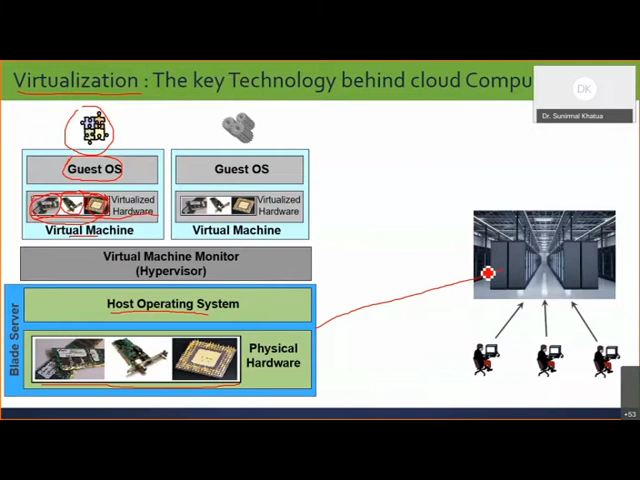 Virtualization : The key Technology behind cloud Compu
DK
Dr. Sunirmal Khatua
Guest OS
Guest OS
Virtualized
Hardware
Virtualized
Hardware
Virtual Machine
Virtual Machine
Virtual Machine Monitor
(Hypervisor)
Blade Server
Host Operating System
Physical
Hardware
+53